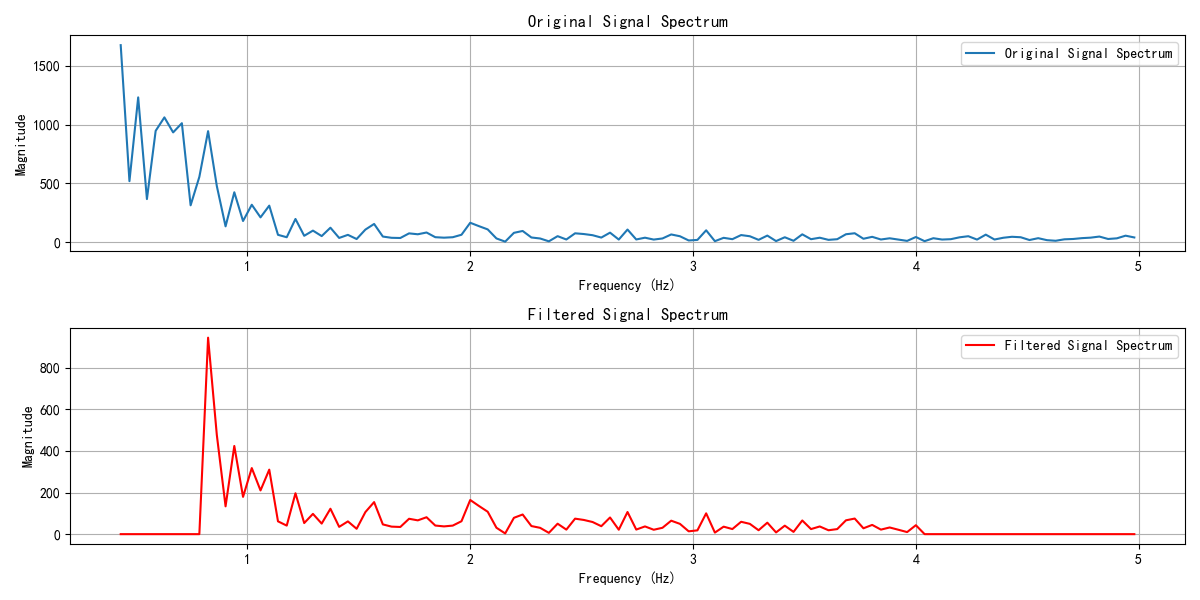 Original Signal Spectrum
Original Signal Spectrum
Magnitude
1500
1000
500
0
1 2 3 4 5
Frequency (Hz)
Filtered Signal Spectrum
Filtered Signal Spectrum
Magnitude
800
600
400
200
0
1 2 3 4 5
Frequency (Hz)